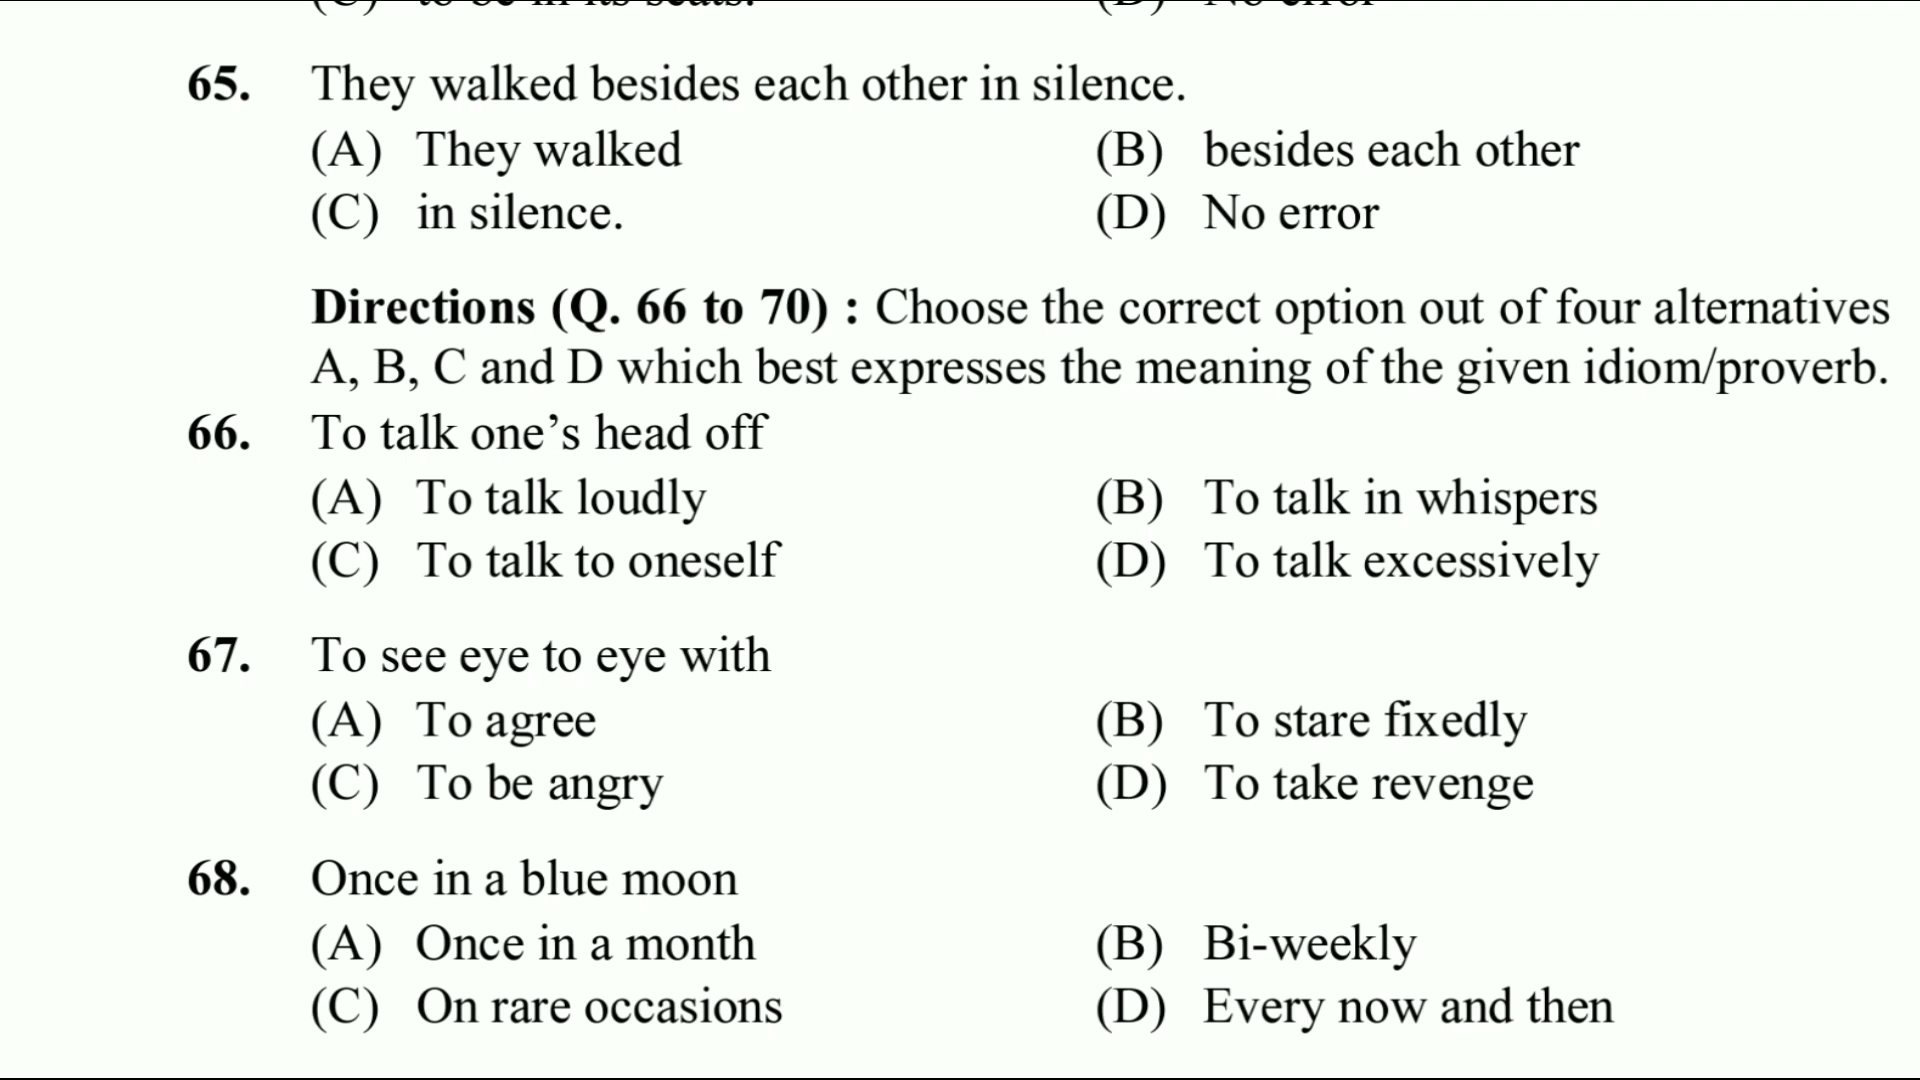 65. They walked besides each other in silence.
(A) They walked (B) besides each other
(C) in silence. (D) No error
Directions (Q. 66 to 70) : Choose the correct option out of four alternatives
A, B, C and D which best expresses the meaning of the given idiom/proverb.
66. To talk one’s head off
(A) To talk loudly (B) To talk in whispers
(C) To talk to oneself (D) To talk excessively
67. To see eye to eye with
(A) To agree (B) To stare fixedly
(C) To be angry (D) To take revenge
68. Once in a blue moon
(A) Once in a month (B) Bi-weekly
(C) On rare occasions (D) Every now and then